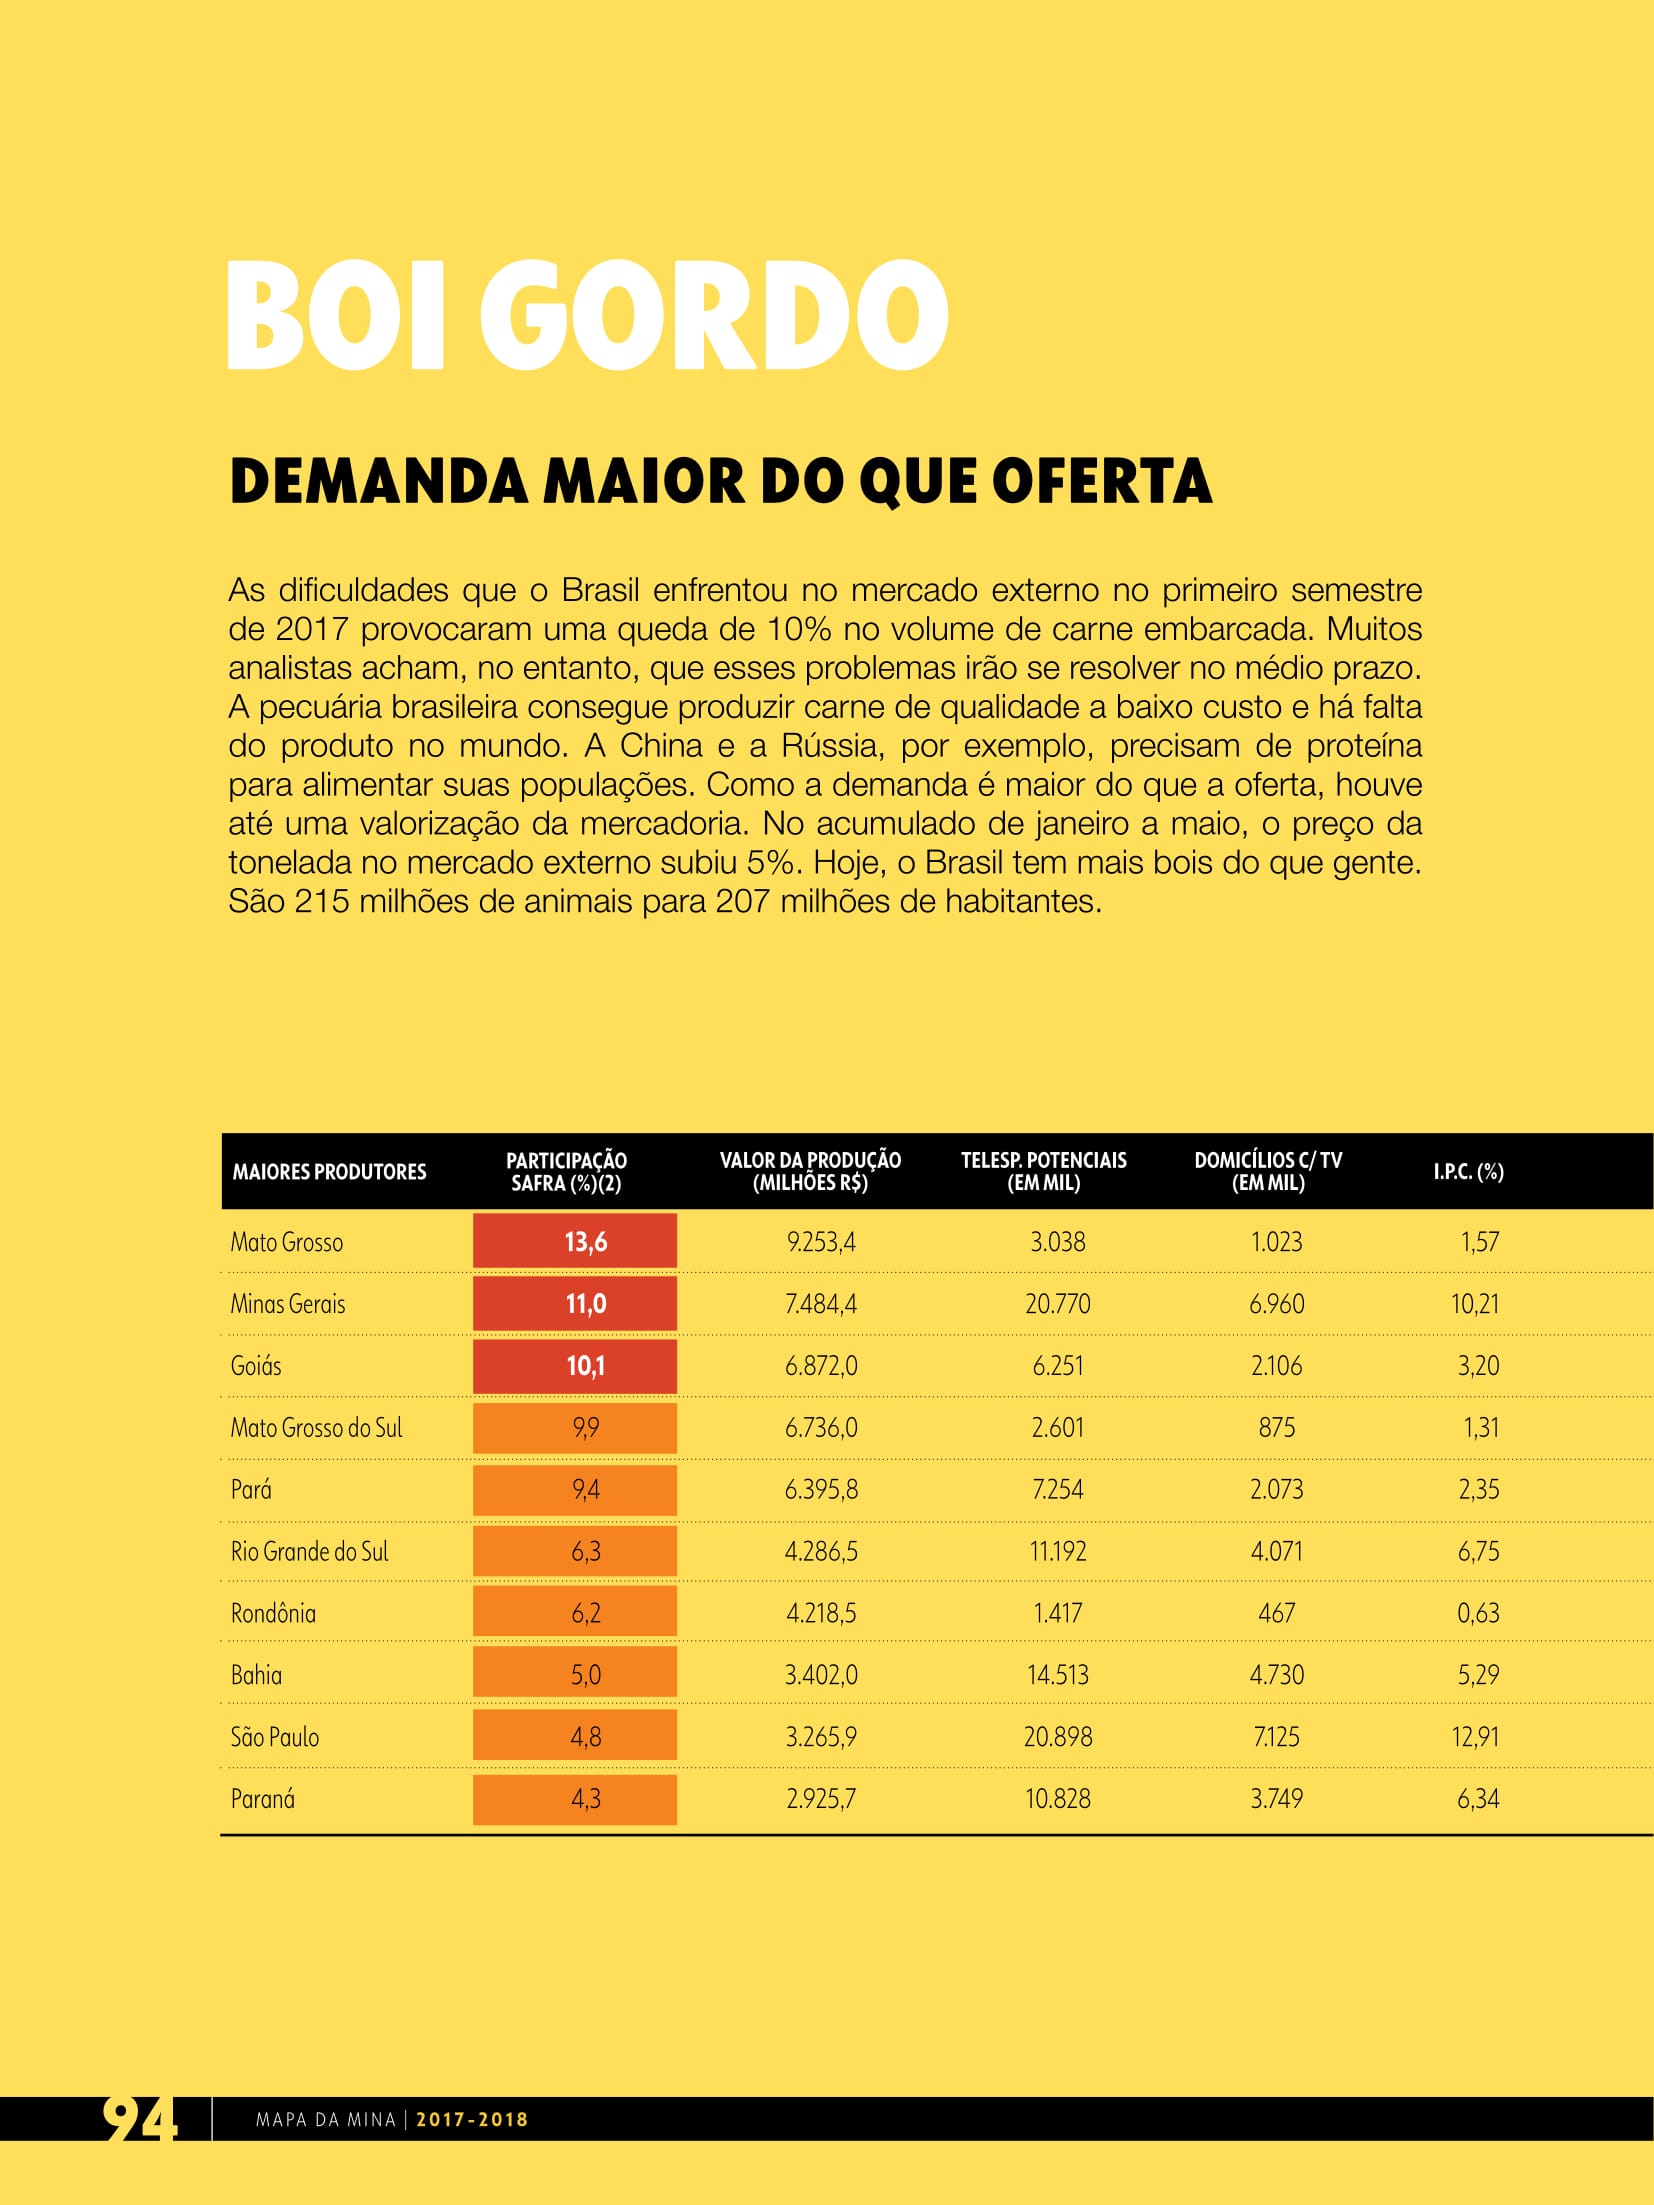 BOI GORDO
DEMANDA MAIOR DO QUE OFERTA
As dificuldades que o Brasil enfrentou no mercado externo no primeiro semestre
de 2017 provocaram uma queda de 10% no volume de carne embarcada. Muitos
analistas acham, no entanto, que esses problemas irão se resolver no médio prazo.
A pecuária brasileira consegue produzir carne de qualidade a baixo custo e há falta
do produto no mundo. A China e a Rússia, por exemplo, precisam de proteína
para alimentar suas populações. Como a demanda é maior do que a oferta, houve
até uma valorização da mercadoria. No acumulado de janeiro a maio, o preço da
tonelada no mercado externo subiu 5%. Hoje, o Brasil tem mais bois do que gente.
São 215 milhões de animais para 207 milhões de habitantes.
MAIORES PRODUTORES PARTICIPAÇÃO SAFRA (%)(2) VALOR DA PRODUÇÃO (MILHÕES R$) TELESP. POTENCIAIS (EM MIL) DOMICÍLIOS C/ TV (EM MIL) I.P.C. (%)
Mato Grosso 13,6 9.253,4 3.038 1.023 1,57
Minas Gerais 11,0 7.484,4 20.770 6.960 10,21
Goiás 10,1 6.872,0 6.251 2.106 3,20
Mato Grosso do Sul 9,9 6.736,0 2.601 875 1,31
Pará 9,4 6.395,8 7.254 2.073 2,35
Rio Grande do Sul 6,3 4.286,5 11.192 4.071 6,75
Rondônia 6,2 4.218,5 1.417 467 0,63
Bahia 5,0 3.402,0 14.513 4.730 5,29
São Paulo 4,8 3.265,9 20.898 7.125 12,91
Paraná 4,3 2.925,7 10.828 3.749 6,34
94 MAPA DA MINA | 2017-2018